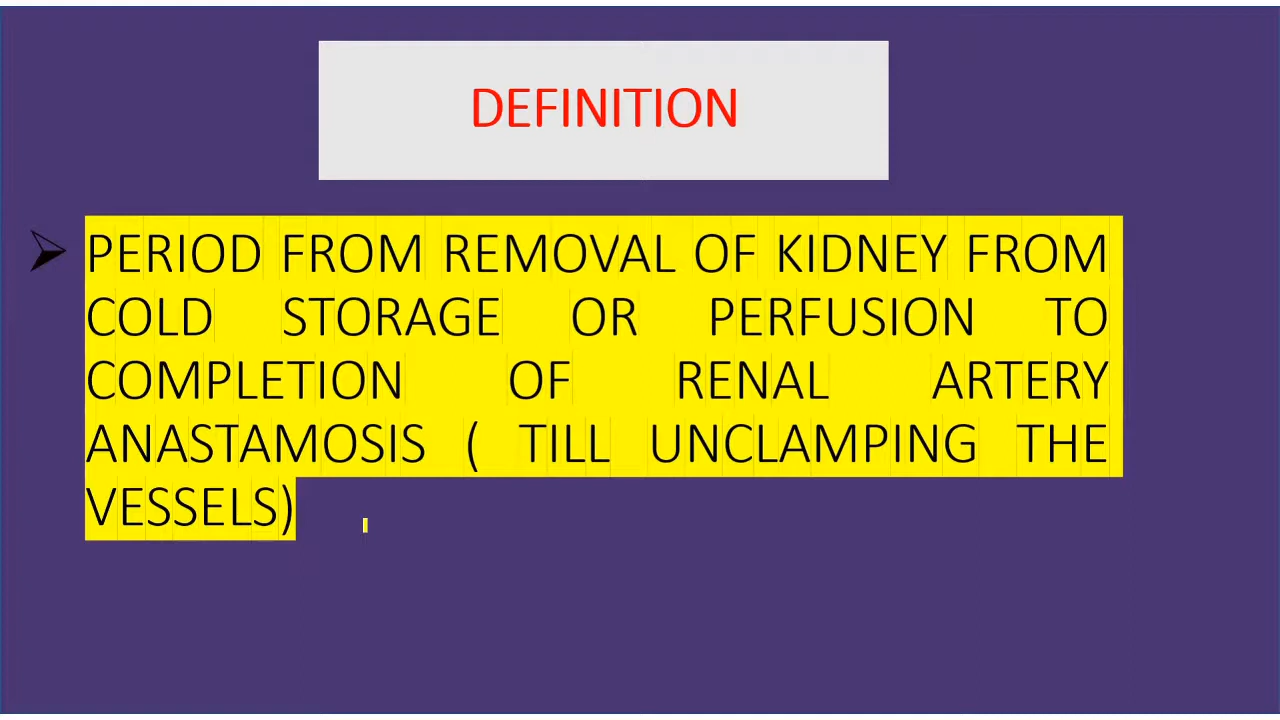 DEFINITION
PERIOD FROM REMOVAL OF KIDNEY FROM
COLD STORAGE OR PERFUSION TO
COMPLETION OF RENAL ARTERY
ANASTAMOSIS ( TILL UNCLAMPING THE
VESSELS)